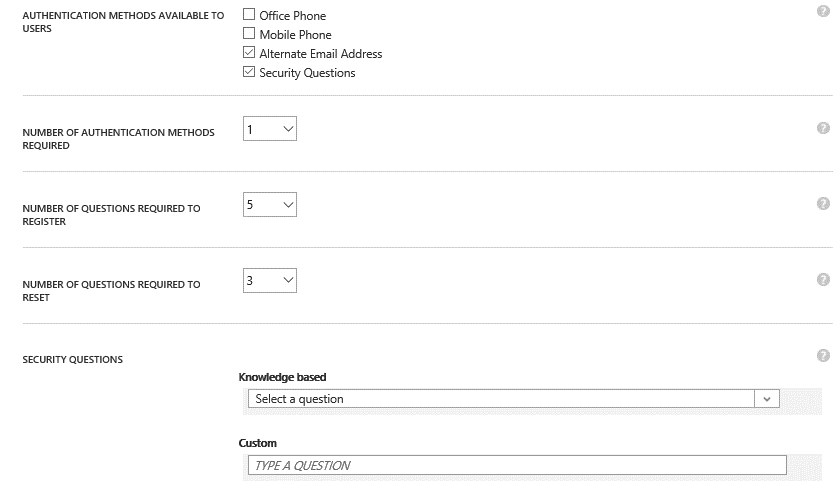 AUTHENTICATION METHODS AVAILABLE TO
USERS
Office Phone
Mobile Phone
Alternate Email Address
Security Questions
?
NUMBER OF AUTHENTICATION METHODS
REQUIRED
1
?
NUMBER OF QUESTIONS REQUIRED TO
REGISTER
5
?
NUMBER OF QUESTIONS REQUIRED TO
RESET
3
?
SECURITY QUESTIONS
?
Knowledge based
Select a question
Custom
TYPE A QUESTION